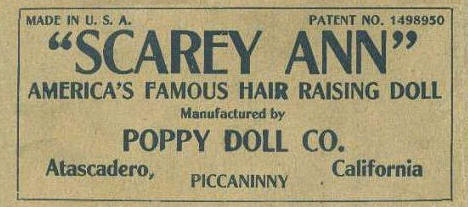 MADE IN U. S. A. PATENT NO. 1498950
"SCAREY ANN"
AMERICA'S FAMOUS HAIR RAISING DOLL
Manufactured by
POPPY DOLL CO.
Atascadero, California
PICCANINNY